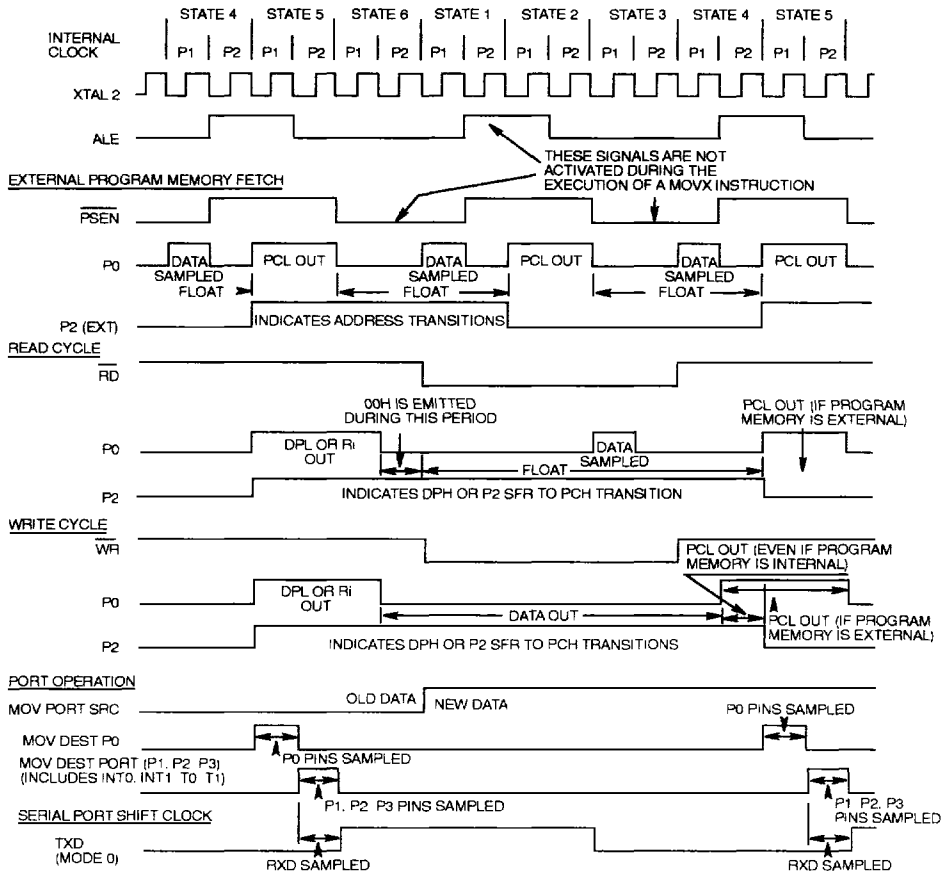 STATE 4 STATE 5 STATE 6 STATE 1 STATE 2 STATE 3 STATE 4 STATE 5
INTERNAL
CLOCK
P1 P2 P1 P2 P1 P2 P1 P2 P1 P2 P1 P2 P1 P2 P1 P2
XTAL 2
ALE
THESE SIGNALS ARE NOT
ACTIVATED DURING THE
EXECUTION OF A MOVX INSTRUCTION
EXTERNAL PROGRAM MEMORY FETCH
PSEN
P0
DATA PCL OUT DATA PCL OUT DATA PCL OUT
SAMPLED SAMPLED SAMPLED
FLOAT FLOAT FLOAT
P2 (EXT)
INDICATES ADDRESS TRANSITIONS
READ CYCLE
RD
00H IS EMITTED
DURING THIS PERIOD
PCL OUT (IF PROGRAM
MEMORY IS EXTERNAL)
P0
DPL OR Ri
OUT
DATA
SAMPLED
FLOAT
P2
INDICATES DPH OR P2 SFR TO PCH TRANSITION
WRITE CYCLE
WR
PCL OUT (EVEN IF PROGRAM
MEMORY IS INTERNAL)
P0
DPL OR Ri
OUT
DATA OUT
PCL OUT (IF PROGRAM
MEMORY IS EXTERNAL)
P2
INDICATES DPH OR P2 SFR TO PCH TRANSITIONS
PORT OPERATION
MOV PORT SRC
OLD DATA NEW DATA
MOV DEST P0
P0 PINS SAMPLED
P0 PINS SAMPLED
MOV DEST PORT (P1. P2 P3)
(INCLUDES INT0. INT1 T0 T1)
P1. P2 P3 PINS SAMPLED
P1 P2. P3
PINS SAMPLED
SERIAL PORT SHIFT CLOCK
TXD
(MODE 0)
RXD SAMPLED
RXD SAMPLED